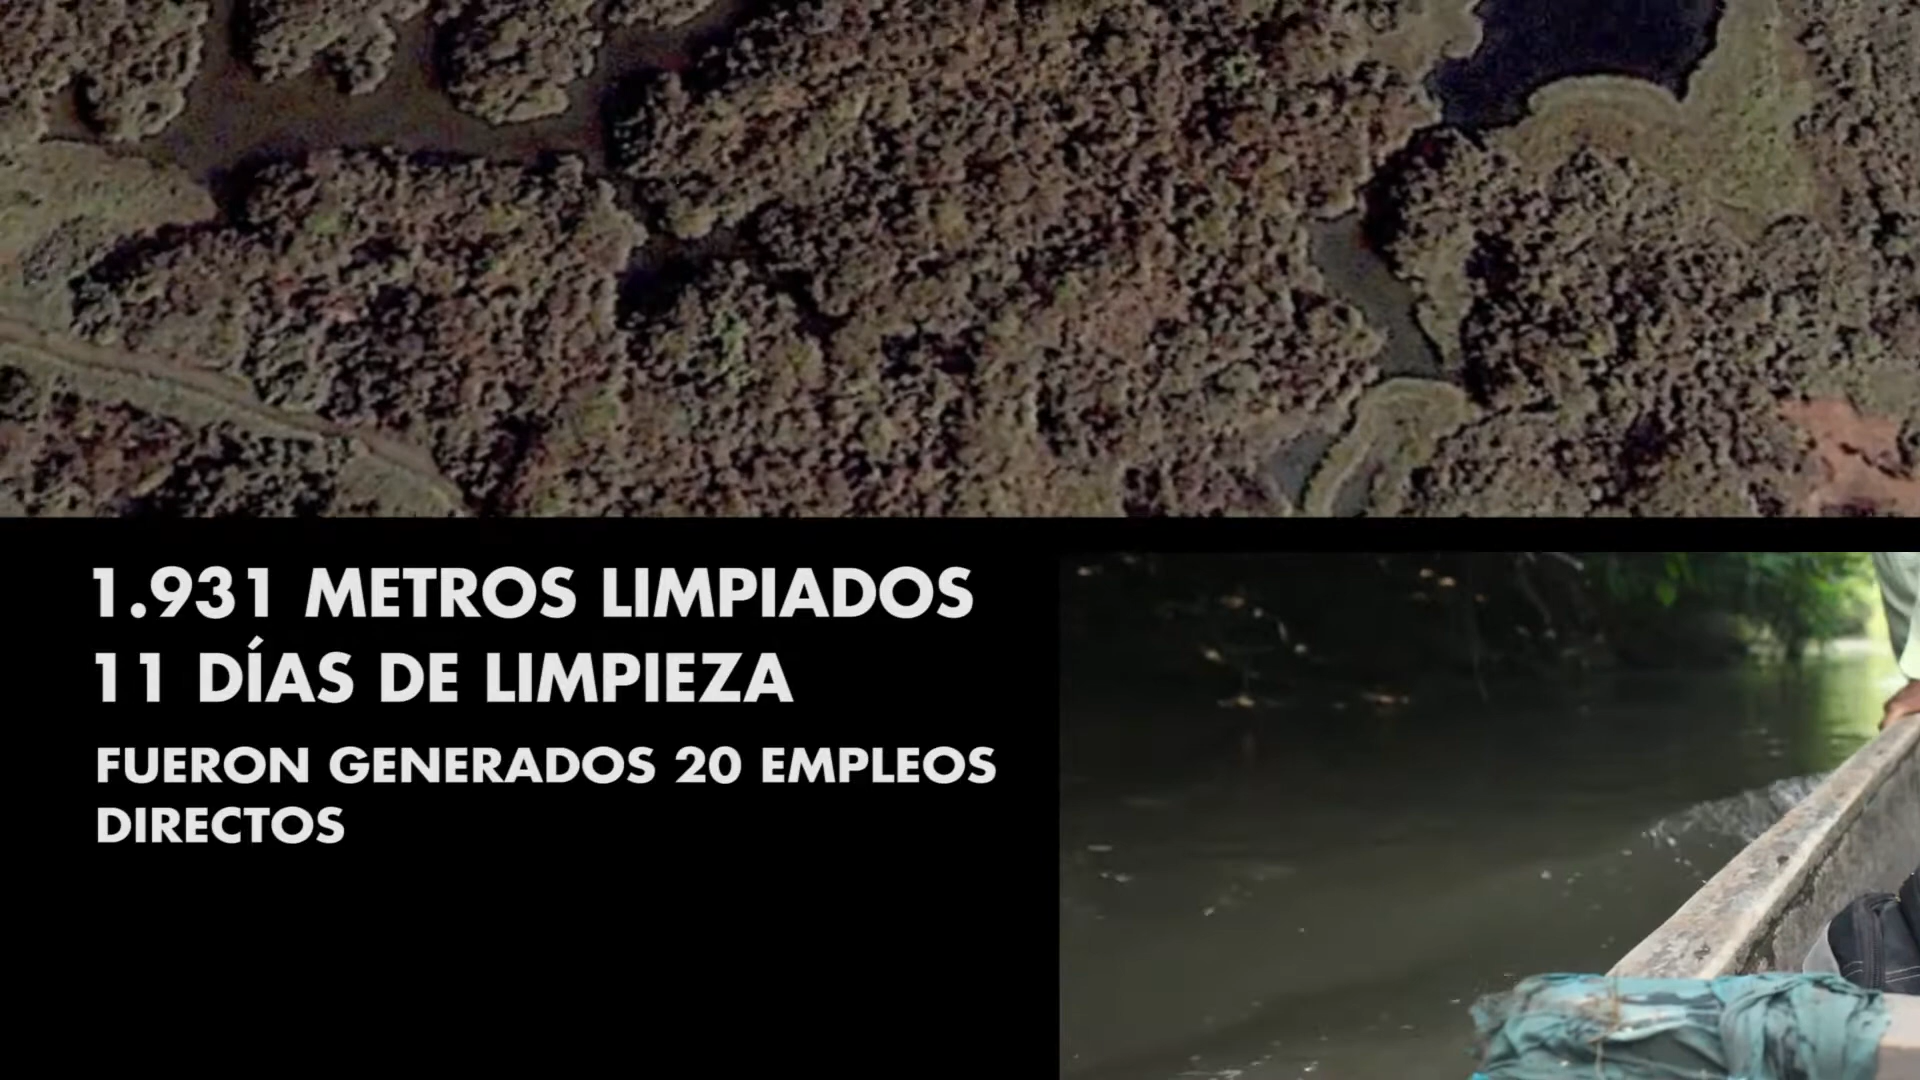 1.931 METROS LIMPIADOS
11 DÍAS DE LIMPIEZA
FUERON GENERADOS 20 EMPLEOS
DIRECTOS